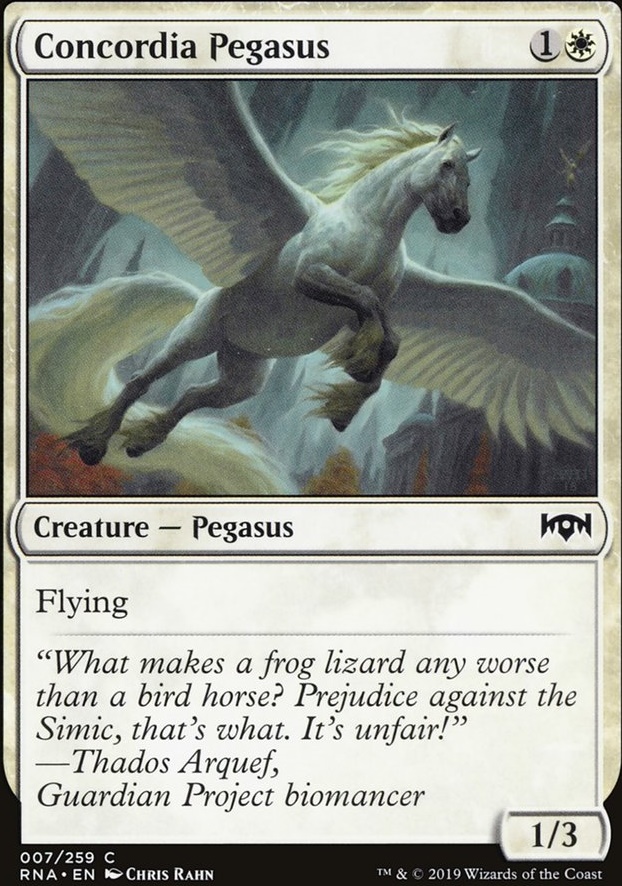 Concordia Pegasus 1
Creature — Pegasus
Flying
“What makes a frog lizard any worse
than a bird horse? Prejudice against the
Simic, that’s what. It’s unfair!”
—Thados Arquef,
Guardian Project biomancer
1/3
007/259 C
RNA • EN Chris Rahn
™ & © 2019 Wizards of the Coast